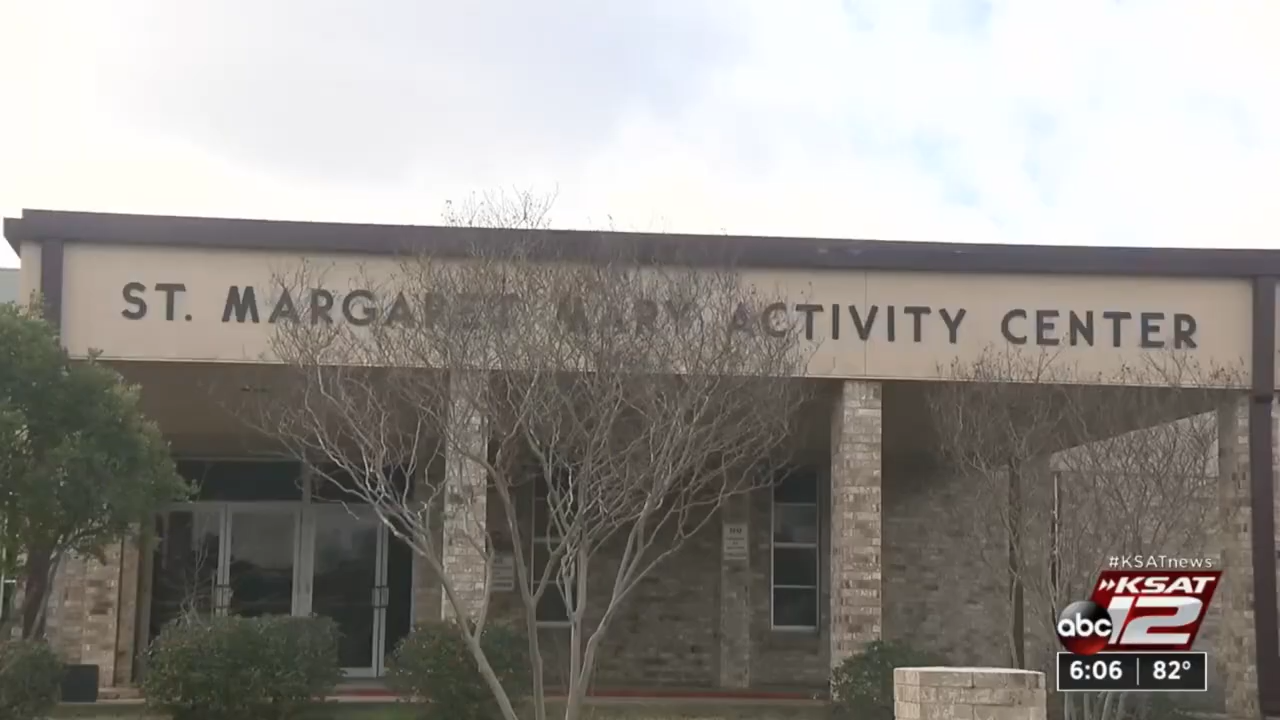 ST. MARGARET MARY ACTIVITY CENTER
#KSATnews
KSAT
abc 12
6:06 82°